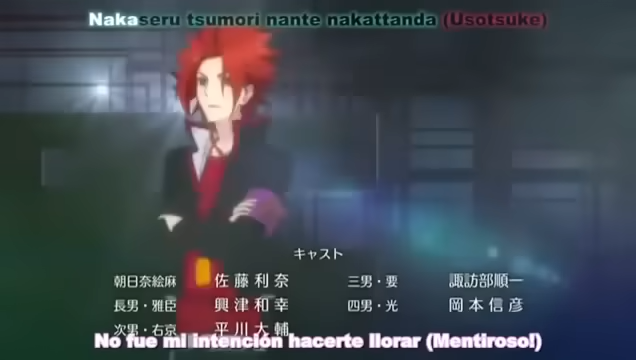 Nakaseru tsumori nante nakattanda (Usotsuke)
キャスト
朝日奈絵麻 佐藤利奈 三男・要 諏訪部順一
長男・雅臣 興津和幸 四男・光 岡本信彦
次男・右京 平川大輔
No fue mi intención hacerte llorar (Mentiroso!)